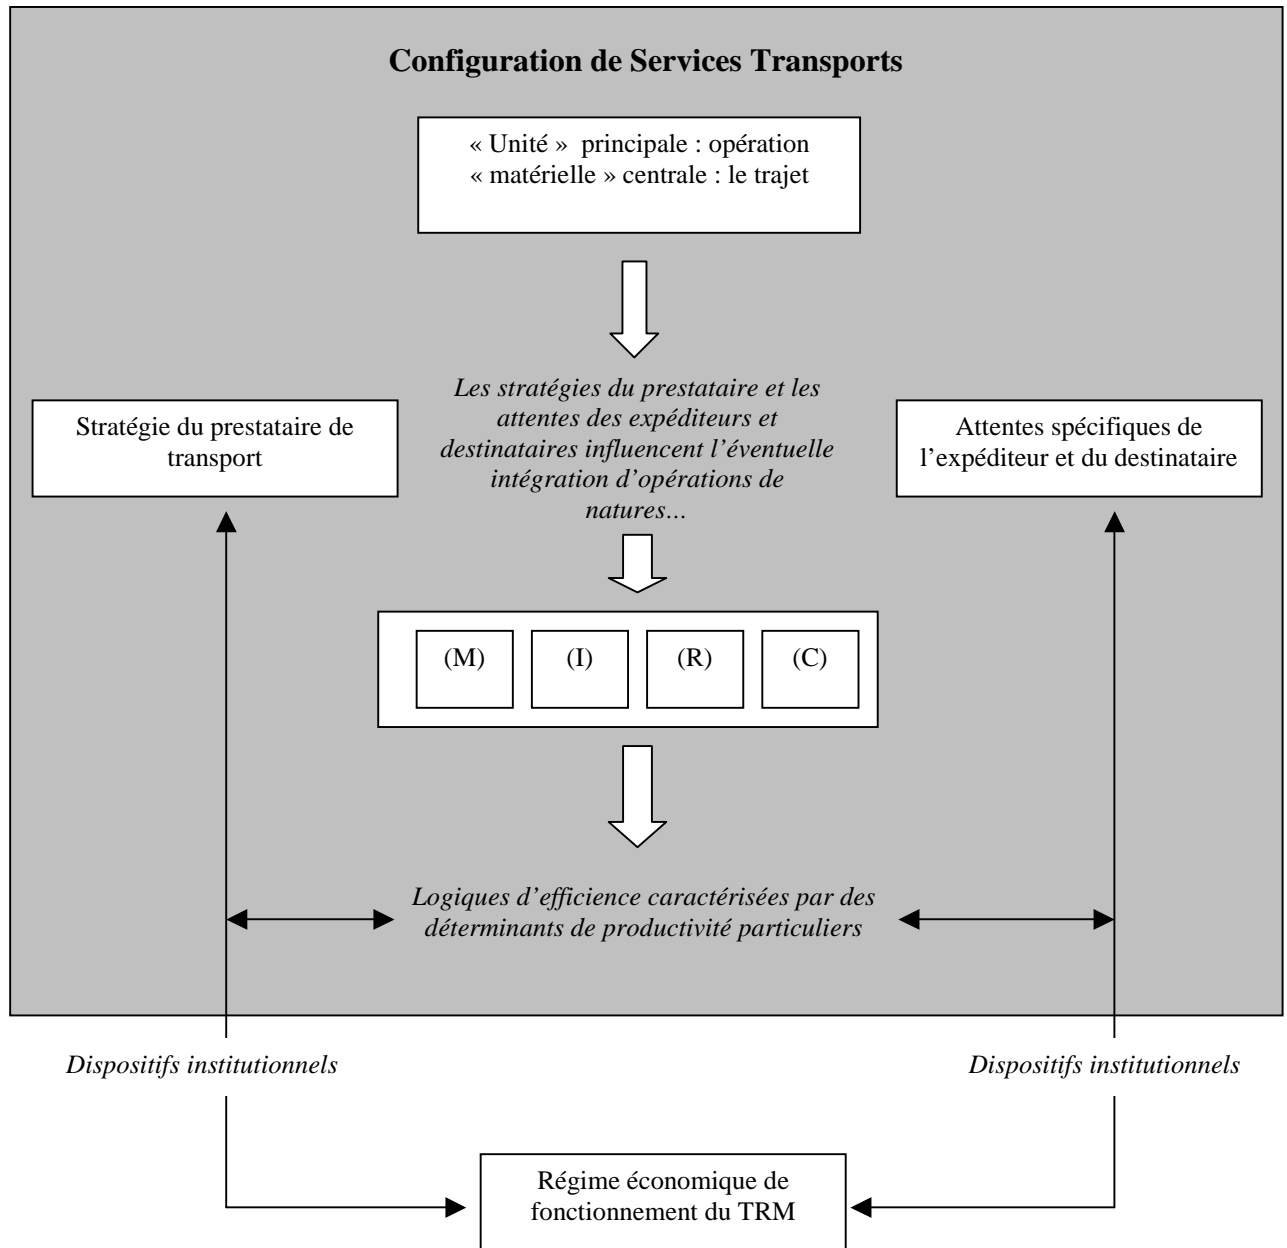 Configuration de Services Transports
« Unité »  principale : opération
« matérielle » centrale : le trajet
Les stratégies du prestataire et les
attentes des expéditeurs et
destinataires influencent l’éventuelle
intégration d’opérations de
natures…
Stratégie du prestataire de
transport
Attentes spécifiques de
l’expéditeur et du destinataire
(M)
(I)
(R)
(C)
Logiques d’efficience caractérisées par des
déterminants de productivité particuliers
Dispositifs institutionnels
Dispositifs institutionnels
Régime économique de
fonctionnement du TRM